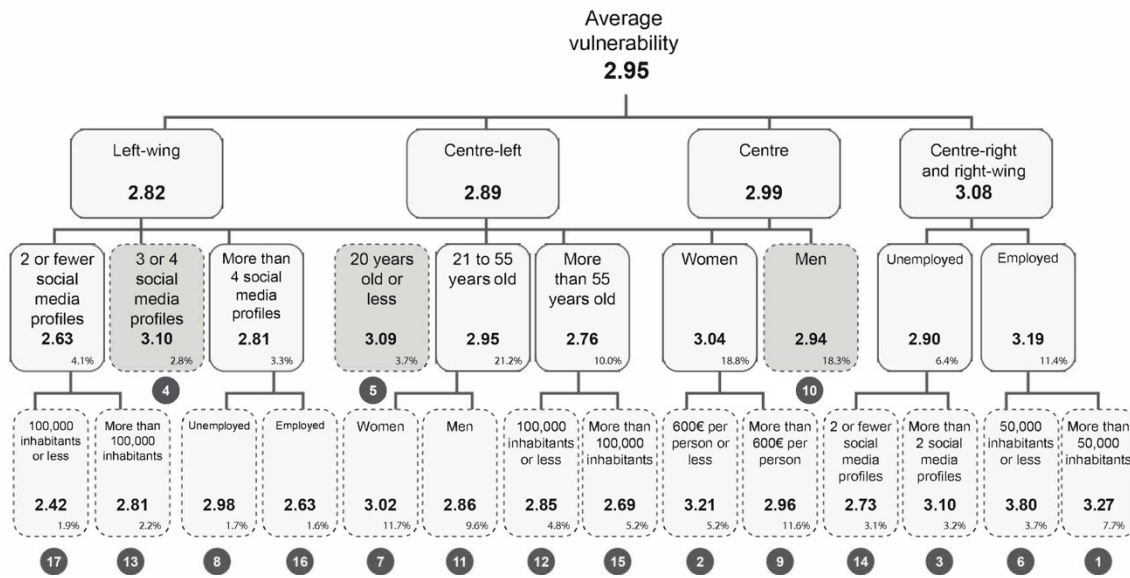 Average
vulnerability
2.95
Left-wing
2.82
Centre-left
2.89
Centre
2.99
Centre-right
and right-wing
3.08
2 or fewer
social
media
profiles
2.63
4.1%
3 or 4
social
media
profiles
3.10
2.8%
4
More than
4 social
media
profiles
2.81
3.3%
20 years
old or
less
3.09
3.7%
5
21 to 55
years old
2.95
21.2%
More
than 55
years old
2.76
10.0%
Women
3.04
18.8%
Men
2.94
18.3%
10
Unemployed
2.90
6.4%
Employed
3.19
11.4%
100,000
inhabitants
or less
2.42
1.9%
17
More than
100,000
inhabitants
2.81
2.2%
13
Unemployed
2.98
1.7%
8
Employed
2.63
1.6%
16
Women
3.02
11.7%
7
Men
2.86
9.6%
11
100,000
inhabitants
or less
2.85
4.8%
12
More than
100,000
inhabitants
2.69
5.2%
15
600€ per
person or
less
3.21
5.2%
2
More than
600€ per
person
2.96
11.6%
9
2 or fewer
social
media
profiles
2.73
3.1%
14
More than
2 social
media
profiles
3.10
3.2%
3
50,000
inhabitants
or less
3.80
3.7%
6
More than
50,000
inhabitants
3.27
7.7%
1